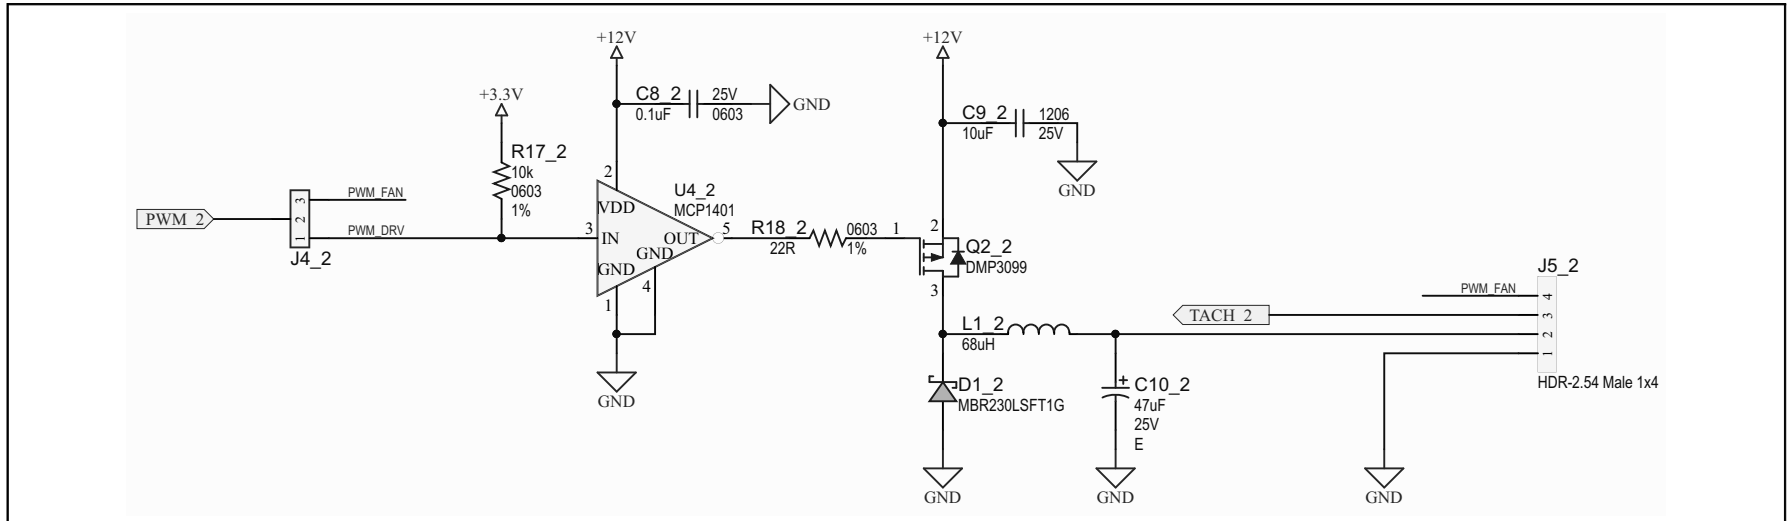 +12V
+12V
+3.3V
C8_2
0.1uF
25V
0603
GND
C9_2
10uF
1206
25V
GND
R17_2
10k
0603
1%
PWM_2
3
2
1
J4_2
PWM_FAN
PWM_DRV
2
VDD
U4_2
MCP1401
3
IN
OUT
5
GND
GND
4
1
GND
R18_2
22R
0603
1%
1
2
Q2_2
DMP3099
3
L1_2
68uH
D1_2
MBR230LSFT1G
GND
C10_2
47uF
25V
E
GND
TACH_2
PWM_FAN
J5_2
4
3
2
1
HDR-2.54 Male 1x4
GND